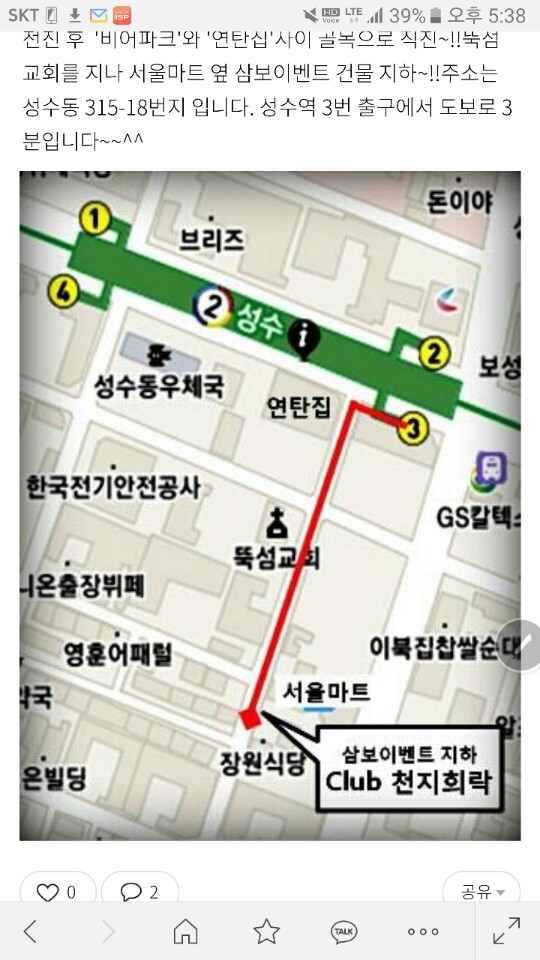 SKT HD Voice LTE 39% 오후 5:38
전진 후 '비어파크'와 '연탄집'사이 골목으로 직진~!!뚝섬
교회를 지나 서울마트 옆 삼보이벤트 건물 지하~!!주소는
성수동 315-18번지 입니다. 성수역 3번 출구에서 도보로 3
분입니다~~^^
돈이야
1
브리즈
4
2 성수
2
보성
성수동우체국
연탄집
3
한국전기안전공사
GS칼텍스
뚝섬교회
니온출장뷔페
영훈어패럴
이북집찹쌀순대
약국
서울마트
장원식당
은빌딩
삼보이벤트 지하
Club 천지희락
0
2
공유
TALK